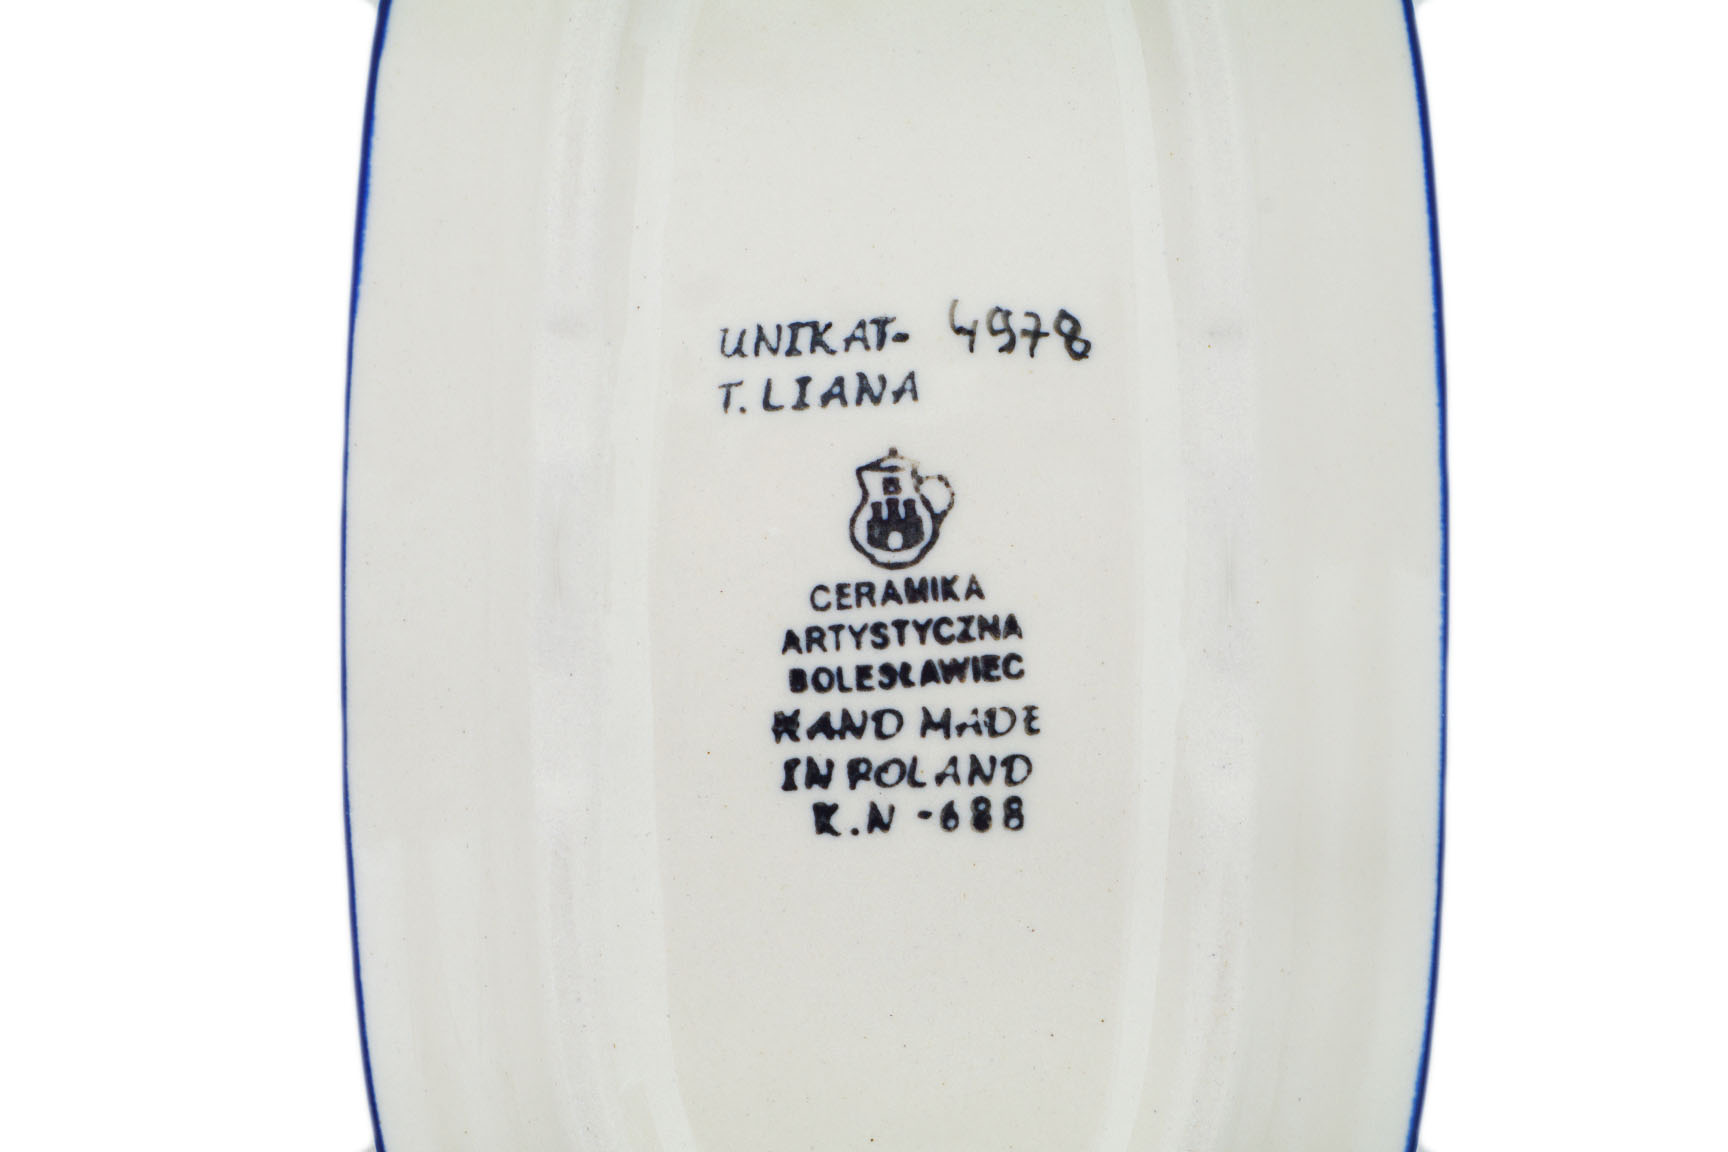 UNIKAT- 4978
T. LIANA
B
CERAMIKA
ARTYSTYCZNA
BOLESŁAWIEC
HAND MADE
IN POLAND
K.N -688